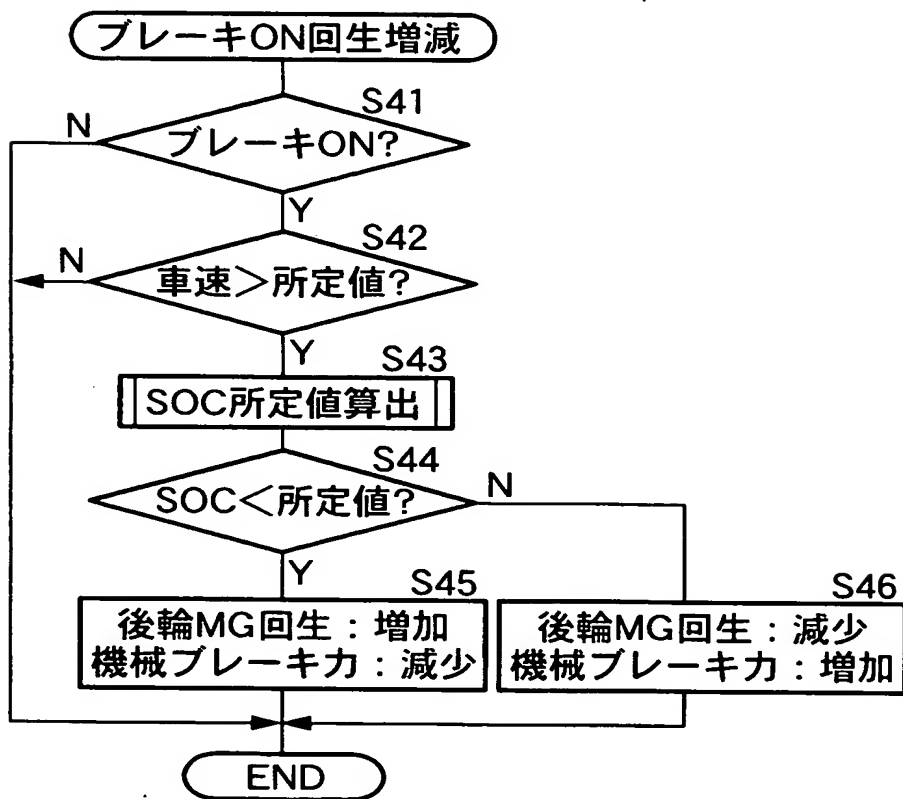 ブレーキON回生増減
S41
N
ブレーキON?
Y
S42
N
車速>所定値?
Y
S43
SOC所定値算出
S44
SOC<所定値?
N
Y
S45
後輪MG回生:増加
機械ブレーキ力:減少
S46
後輪MG回生:減少
機械ブレーキ力:増加
END